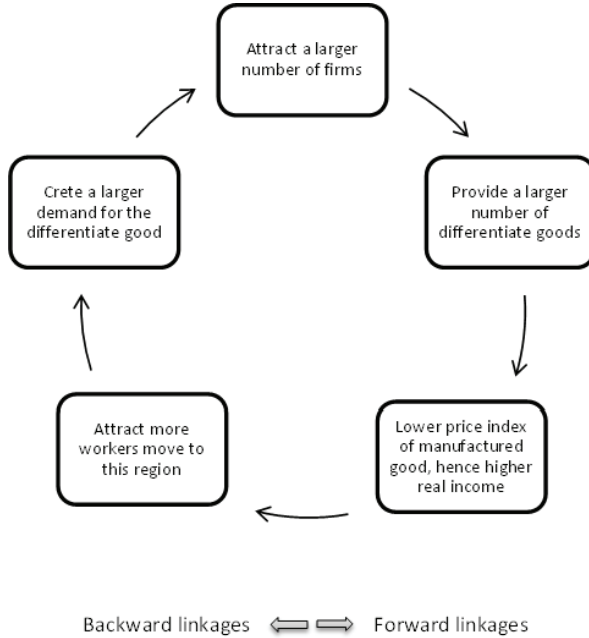 Attract a larger
number of firms
Provide a larger
number of
differentiate goods
Lower price index
of manufactured
good, hence higher
real income
Attract more
workers move to
this region
Crete a larger
demand for the
differentiate good
Backward linkages
Forward linkages